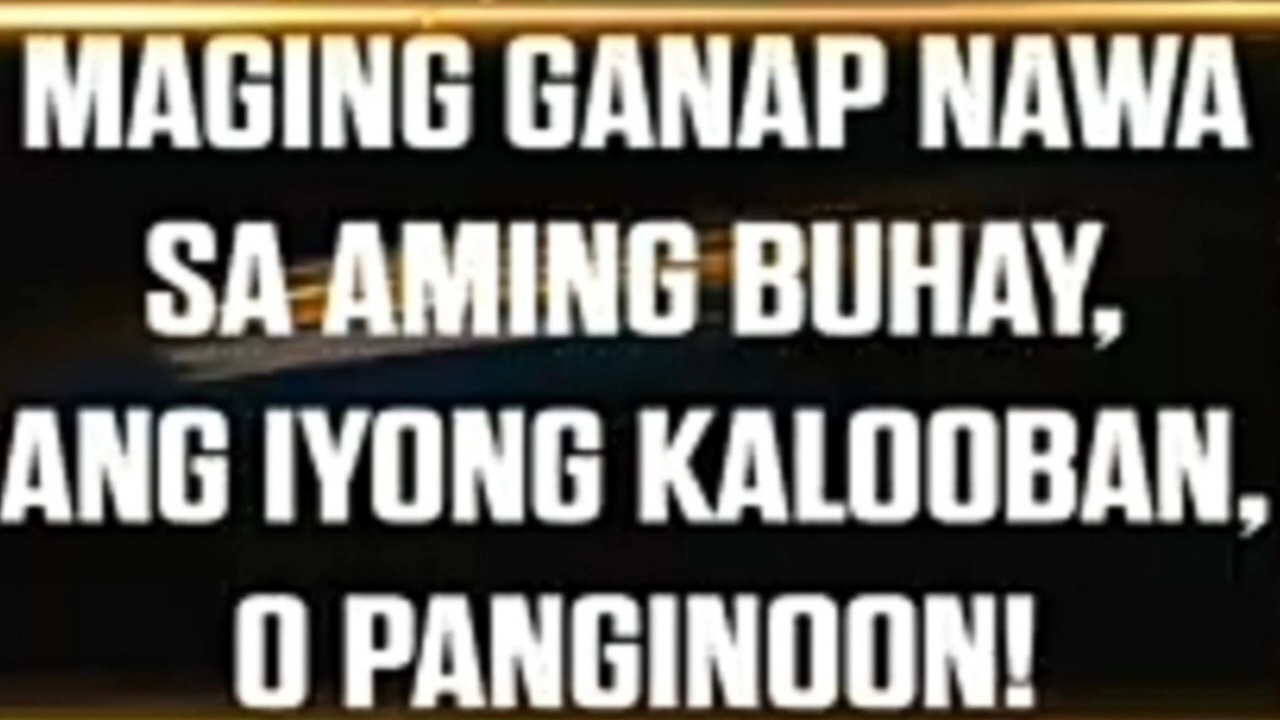 MAGING GANAP NAWA
SA AMING BUHAY,
ANG IYONG KALOOBAN,
O PANGINOON!